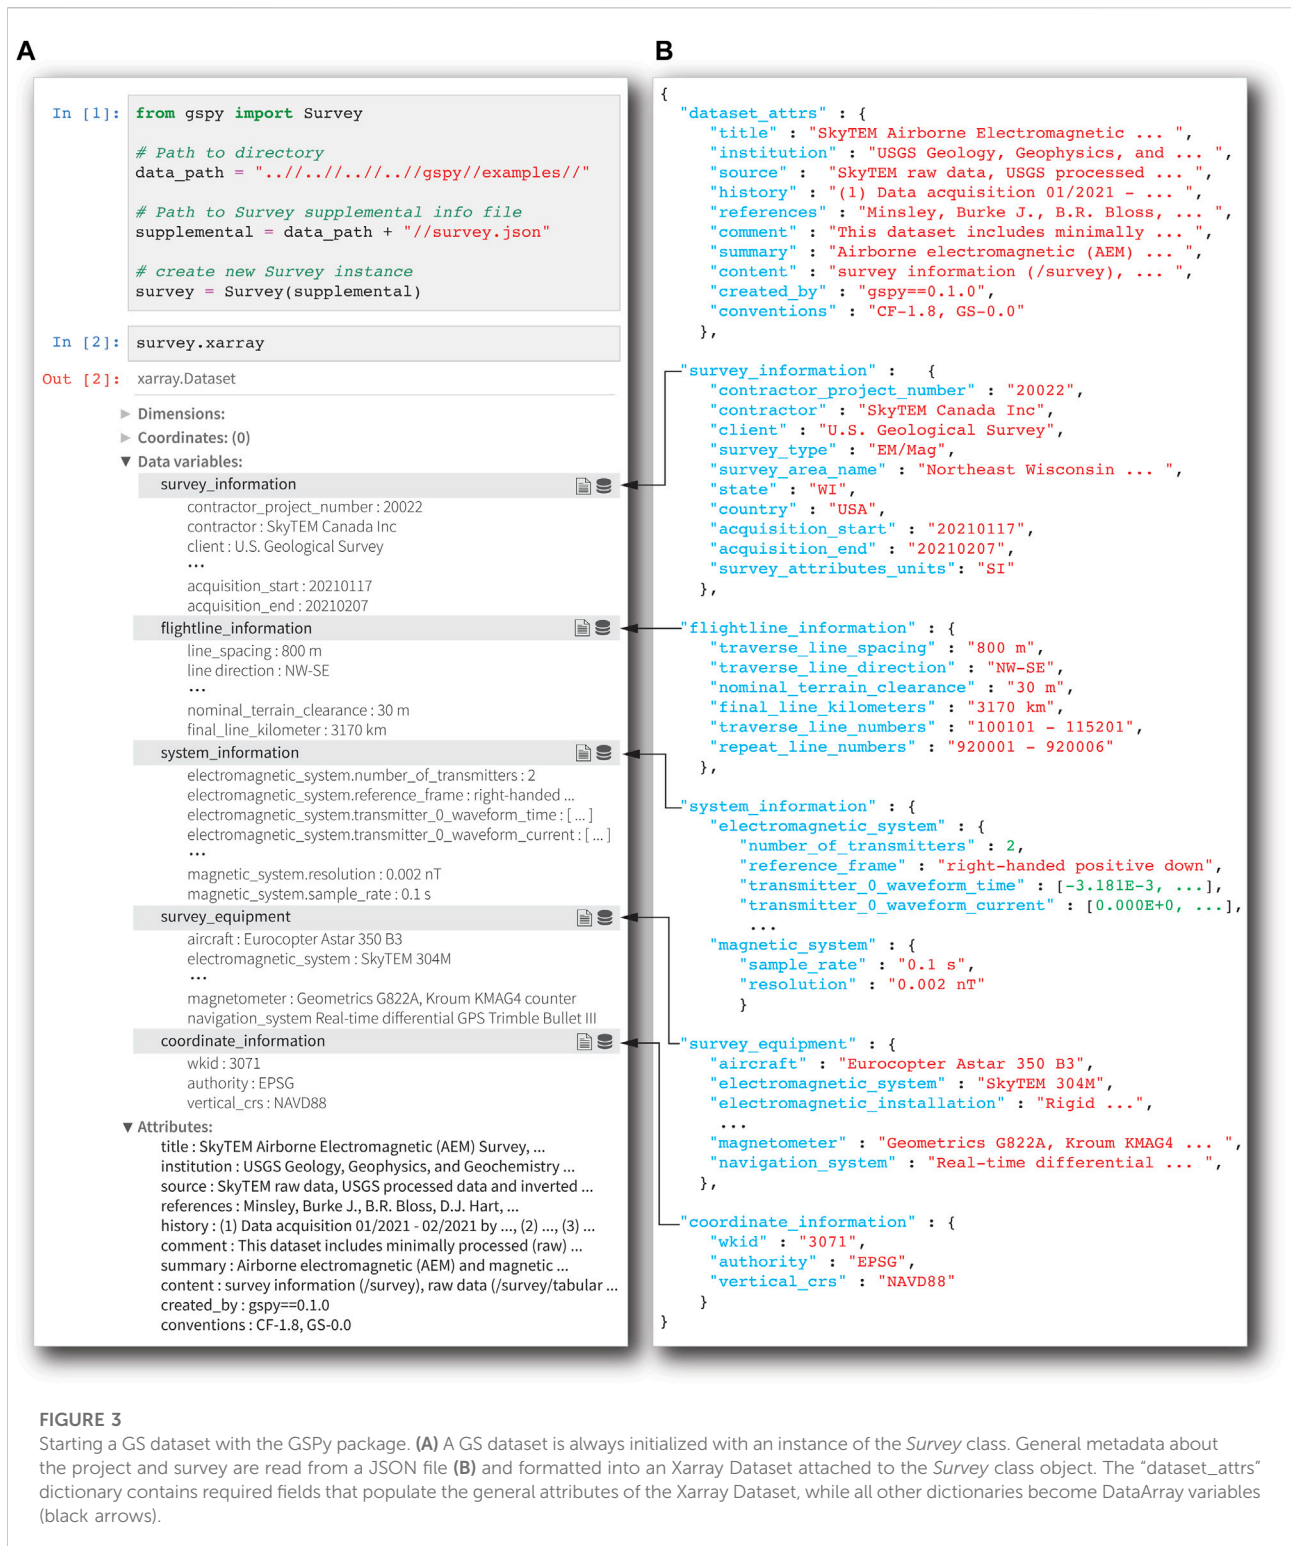 A
In [1]:
from gspy import Survey
# Path to directory
data_path = "..//..//..//..//gspy//examples//"
# Path to Survey supplemental info file
supplemental = data_path + "//survey.json"
# create new Survey instance
survey = Survey(supplemental)
In [2]:
survey.xarray
Out [2]:
xarray.Dataset
▶ Dimensions:
▶ Coordinates: (0)
▼ Data variables:
survey_information
contractor_project_number : 20022
contractor : SkyTEM Canada Inc
client : U.S. Geological Survey
...
acquisition_start : 20210117
acquisition_end : 20210207
flightline_information
line_spacing : 800 m
line direction : NW-SE
...
nominal_terrain_clearance : 30 m
final_line_kilometer : 3170 km
system_information
electromagnetic_system.number_of_transmitters : 2
electromagnetic_system.reference_frame : right-handed ...
electromagnetic_system.transmitter_0_waveform_time : [ ... ]
electromagnetic_system.transmitter_0_waveform_current : [ ... ]
...
magnetic_system.resolution : 0.002 nT
magnetic_system.sample_rate : 0.1 s
survey_equipment
aircraft : Eurocopter Astar 350 B3
electromagnetic_system : SkyTEM 304M
...
magnetometer : Geometrics G822A, Kroum KMAG4 counter
navigation_system Real-time differential GPS Trimble Bullet III
coordinate_information
wkid : 3071
authority : EPSG
vertical_crs : NAVD88
▼ Attributes:
title : SkyTEM Airborne Electromagnetic (AEM) Survey, ...
institution : USGS Geology, Geophysics, and Geochemistry ...
source : SkyTEM raw data, USGS processed data and inverted ...
references : Minsley, Burke J., B.R. Bloss, D.J. Hart, ...
history : (1) Data acquisition 01/2021 - 02/2021 by ..., (2) ..., (3) ...
comment : This dataset includes minimally processed (raw) ...
summary : Airborne electromagnetic (AEM) and magnetic ...
content : survey information (/survey), raw data (/survey/tabular ...
created_by : gspy==0.1.0
conventions : CF-1.8, GS-0.0
B
{
"dataset_attrs" : {
"title" : "SkyTEM Airborne Electromagnetic ... ",
"institution" : "USGS Geology, Geophysics, and ... ",
"source" : "SkyTEM raw data, USGS processed ... ",
"history" : "(1) Data acquisition 01/2021 - ... ",
"references" : "Minsley, Burke J., B.R. Bloss, ... ",
"comment" : "This dataset includes minimally ... ",
"summary" : "Airborne electromagnetic (AEM) ... ",
"content" : "survey information (/survey), ... ",
"created_by" : "gspy==0.1.0",
"conventions" : "CF-1.8, GS-0.0"
},
"survey_information" : {
"contractor_project_number" : "20022",
"contractor" : "SkyTEM Canada Inc",
"client" : "U.S. Geological Survey",
"survey_type" : "EM/Mag",
"survey_area_name" : "Northeast Wisconsin ... ",
"state" : "WI",
"country" : "USA",
"acquisition_start" : "20210117",
"acquisition_end" : "20210207",
"survey_attributes_units": "SI"
},
"flightline_information" : {
"traverse_line_spacing" : "800 m",
"traverse_line_direction" : "NW-SE",
"nominal_terrain_clearance" : "30 m",
"final_line_kilometers" : "3170 km",
"traverse_line_numbers" : "100101 - 115201",
"repeat_line_numbers" : "920001 - 920006"
},
"system_information" : {
"electromagnetic_system" : {
"number_of_transmitters" : 2,
"reference_frame" : "right-handed positive down",
"transmitter_0_waveform_time" : [-3.181E-3, ...],
"transmitter_0_waveform_current" : [0.000E+0, ...],
...
"magnetic_system" : {
"sample_rate" : "0.1 s",
"resolution" : "0.002 nT"
}
"survey_equipment" : {
"aircraft" : "Eurocopter Astar 350 B3",
"electromagnetic_system" : "SkyTEM 304M",
"electromagnetic_installation" : "Rigid ...",
...
"magnetometer" : "Geometrics G822A, Kroum KMAG4 ... ",
"navigation_system" : "Real-time differential ... ",
},
"coordinate_information" : {
"wkid" : "3071",
"authority" : "EPSG",
"vertical_crs" : "NAVD88"
}
}
FIGURE 3
Starting a GS dataset with the GSPy package. (A) A GS dataset is always initialized with an instance of the Survey class. General metadata about
the project and survey are read from a JSON file (B) and formatted into an Xarray Dataset attached to the Survey class object. The "dataset_attrs"
dictionary contains required fields that populate the general attributes of the Xarray Dataset, while all other dictionaries become DataArray variables
(black arrows).